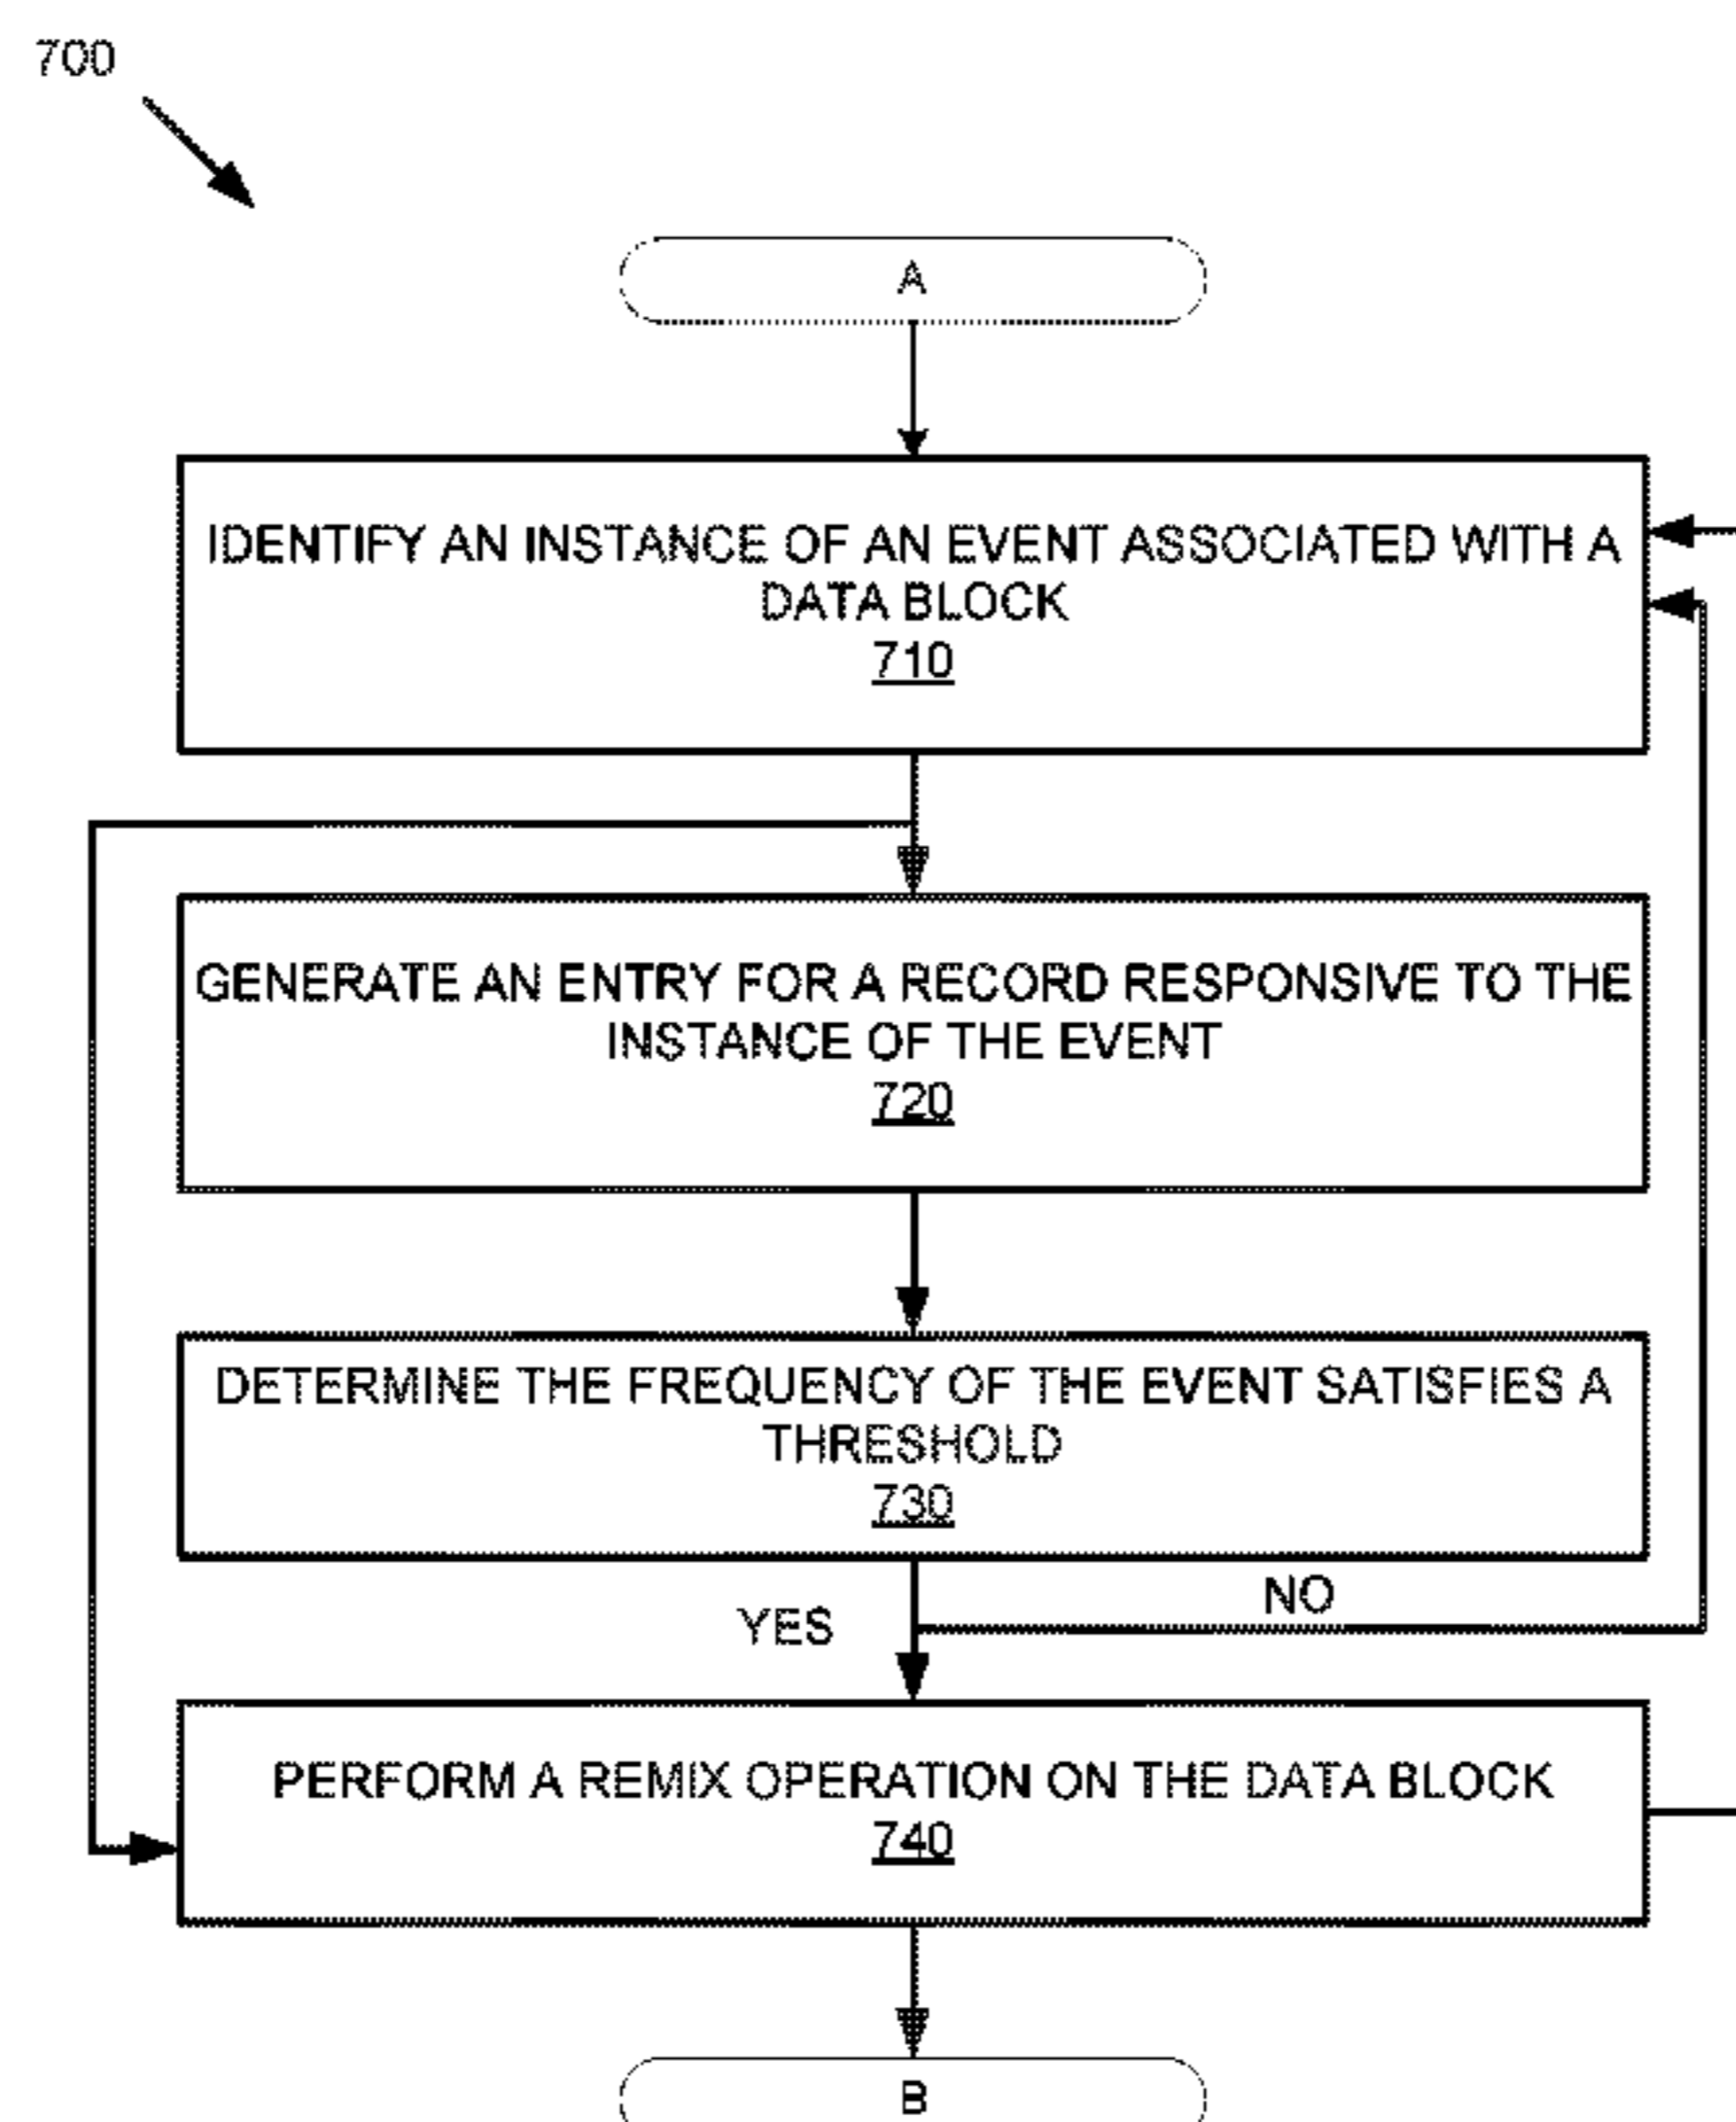 700
A
IDENTIFY AN INSTANCE OF AN EVENT ASSOCIATED WITH A
DATA BLOCK
710
GENERATE AN ENTRY FOR A RECORD RESPONSIVE TO THE
INSTANCE OF THE EVENT
720
DETERMINE THE FREQUENCY OF THE EVENT SATISFIES A
THRESHOLD
730
NO
YES
PERFORM A REMIX OPERATION ON THE DATA BLOCK
740
B